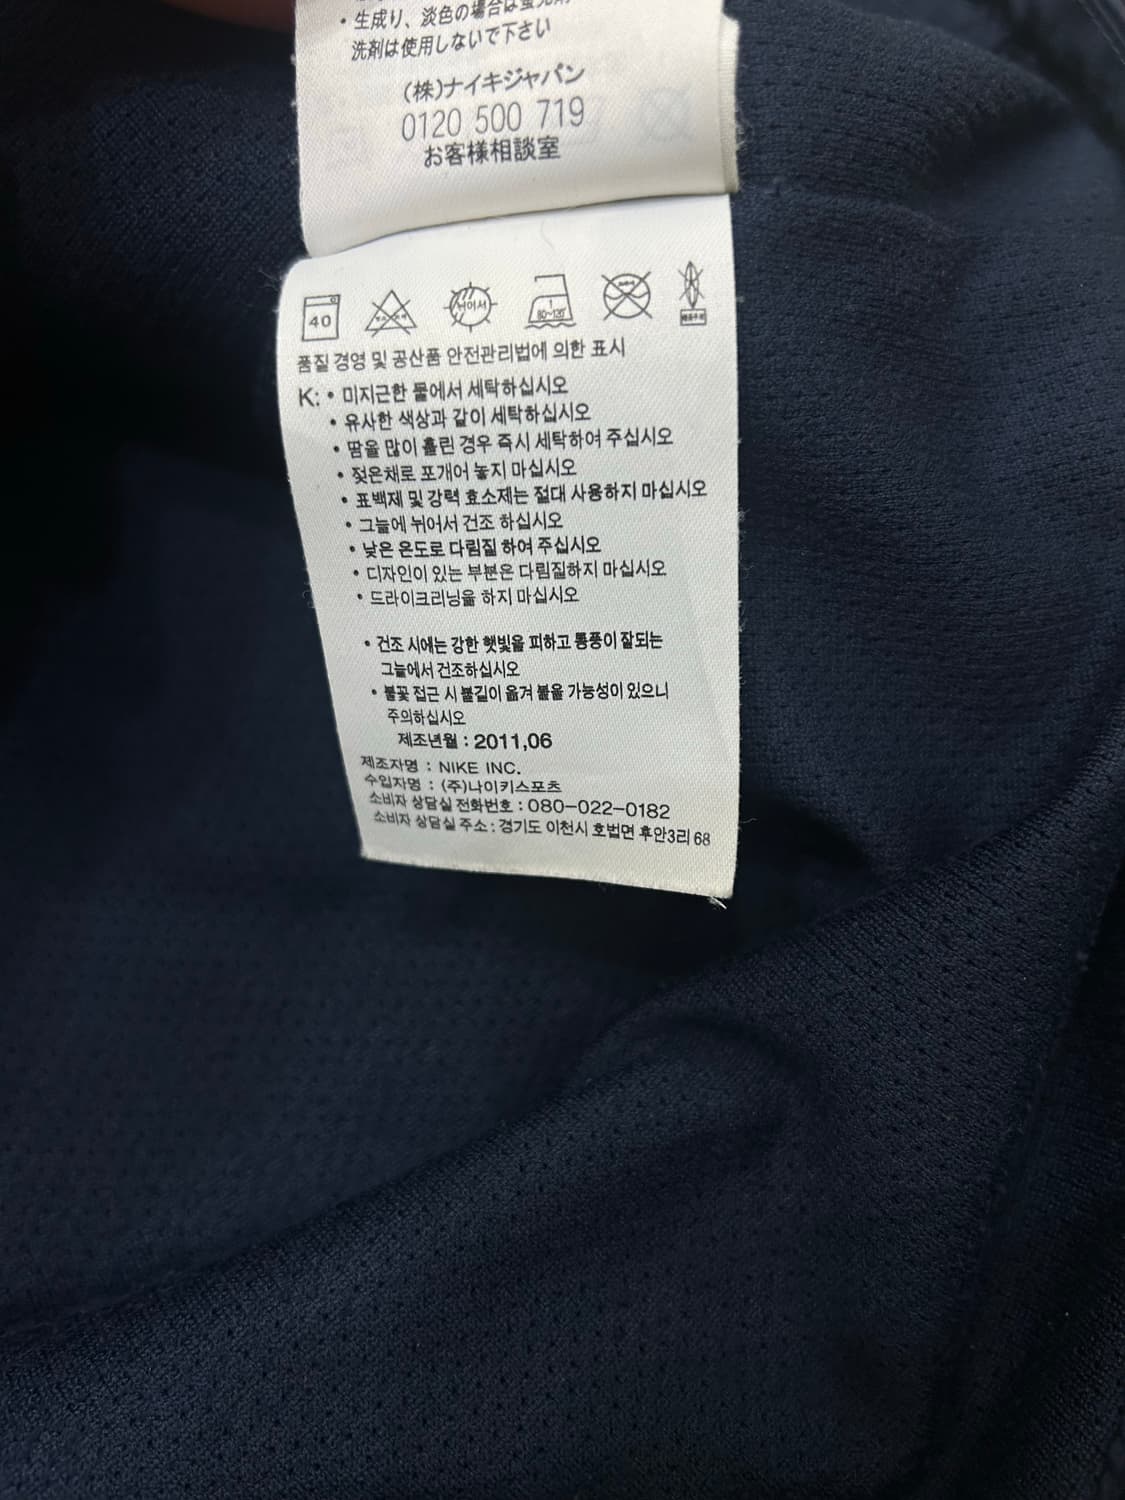 ・生成り、淡色の場合は蛍光剤
洗剤は使用しないで下さい
(株)ナイキジャパン
0120 500 719
お客様相談室
40
뉘어서
1
80~120
품질 경영 및 공산품 안전관리법에 의한 표시
K: • 미지근한 물에서 세탁하십시오
• 유사한 색상과 같이 세탁하십시오
• 땀을 많이 흘린 경우 즉시 세탁하여 주십시오
• 젖은채로 포개어 놓지 마십시오
• 표백제 및 강력 효소제는 절대 사용하지 마십시오
• 그늘에 뉘어서 건조 하십시오
• 낮은 온도로 다림질 하여 주십시오
• 디자인이 있는 부분은 다림질하지 마십시오
• 드라이크리닝을 하지 마십시오
• 건조 시에는 강한 햇빛을 피하고 통풍이 잘되는
그늘에서 건조하십시오
• 불꽃 접근 시 불길이 옮겨 붙을 가능성이 있으니
주의하십시오
제조년월 : 2011,06
제조자명 : NIKE INC.
수입자명 : (주)나이키스포츠
소비자 상담실 전화번호 : 080-022-0182
소비자 상담실 주소 : 경기도 이천시 호법면 후안3리 68